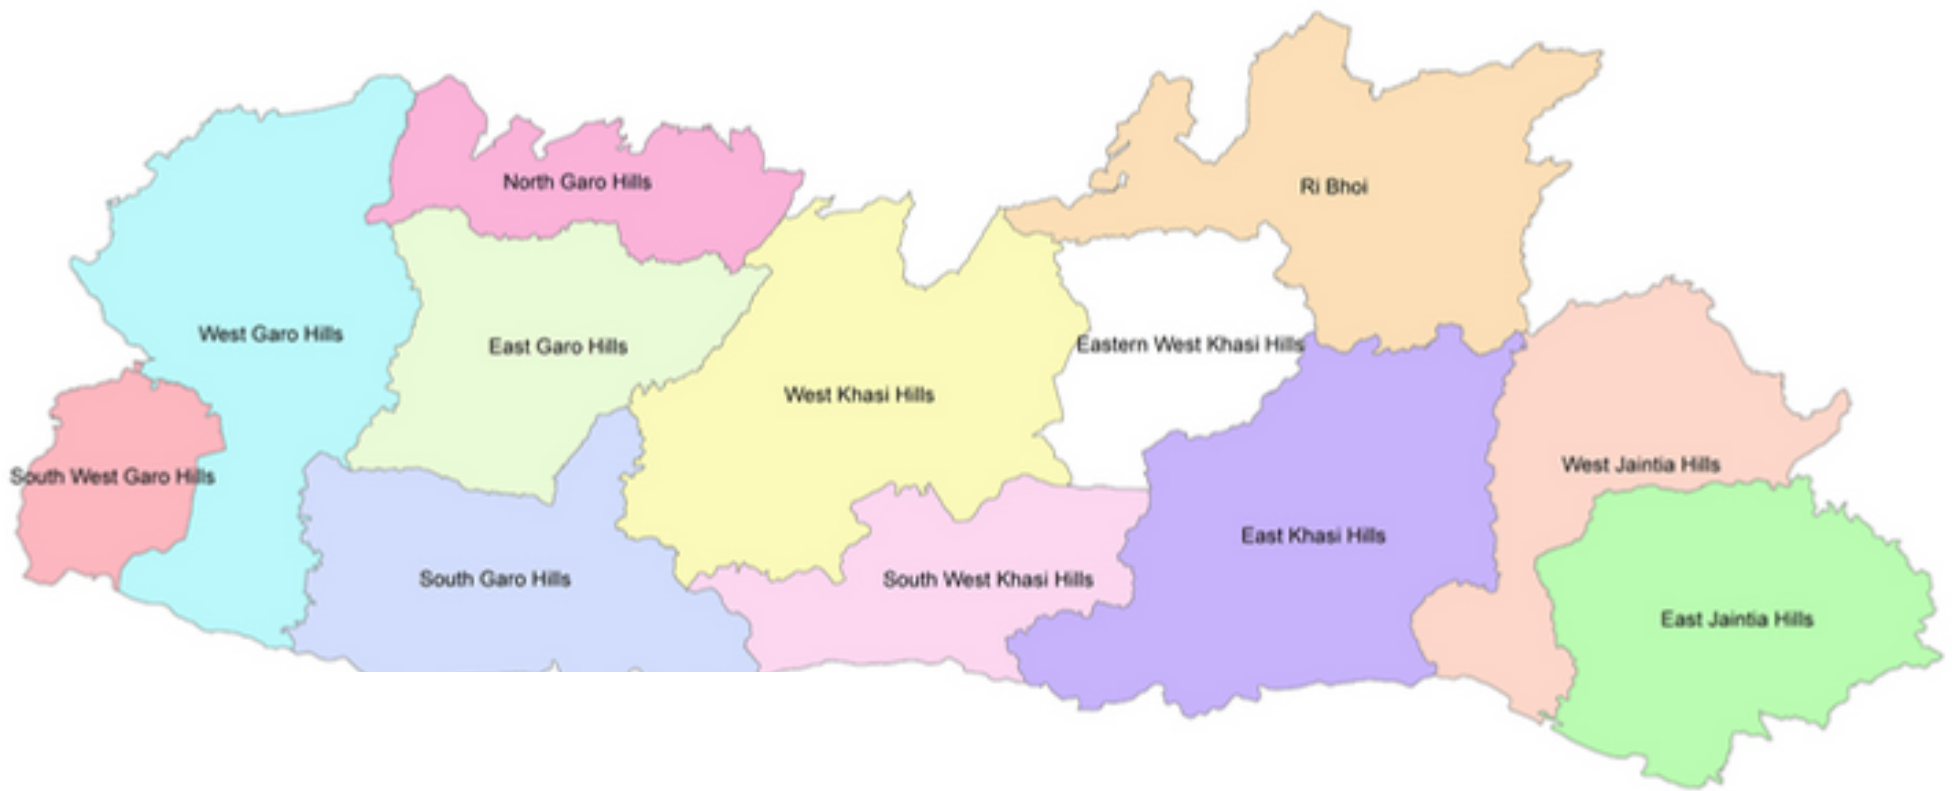 North Garo Hills
Ri Bhoi
West Garo Hills
East Garo Hills
Eastern West Khasi Hills
West Khasi Hills
South West Garo Hills
West Jaintia Hills
East Khasi Hills
South Garo Hills
South West Khasi Hills
East Jaintia Hills